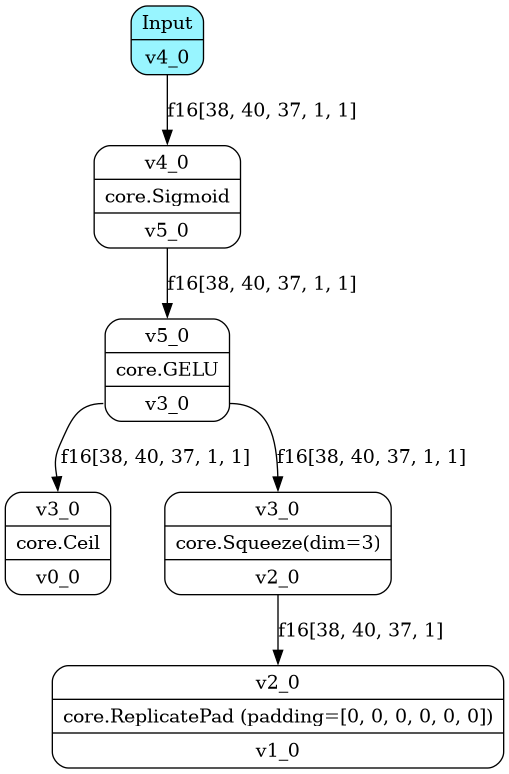 Input
v4_0
f16[38, 40, 37, 1, 1]
v4_0
core.Sigmoid
v5_0
f16[38, 40, 37, 1, 1]
v5_0
core.GELU
v3_0
f16[38, 40, 37, 1, 1]
f16[38, 40, 37, 1, 1]
v3_0
core.Ceil
v0_0
v3_0
core.Squeeze(dim=3)
v2_0
f16[38, 40, 37, 1]
v2_0
core.ReplicatePad (padding=[0, 0, 0, 0, 0, 0])
v1_0